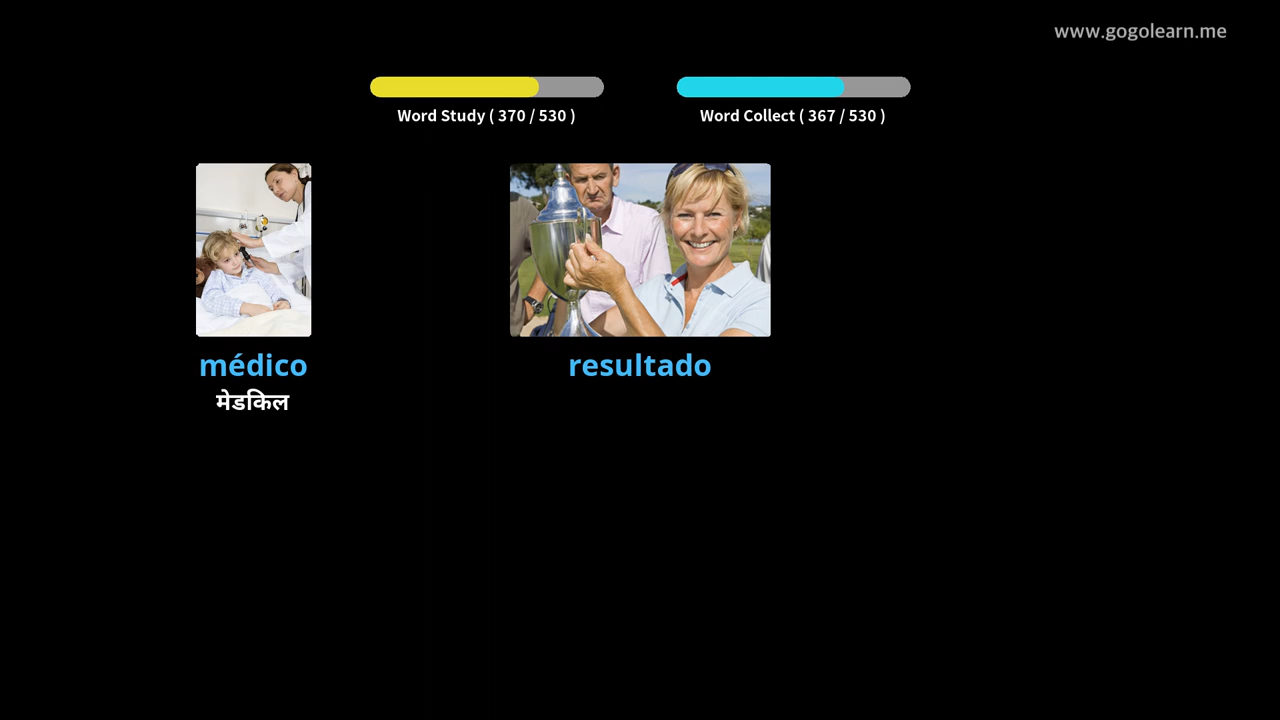 www.gogolearn.me
Word Study ( 370 / 530 )
Word Collect ( 367 / 530 )
médico
मेडकिल
resultado